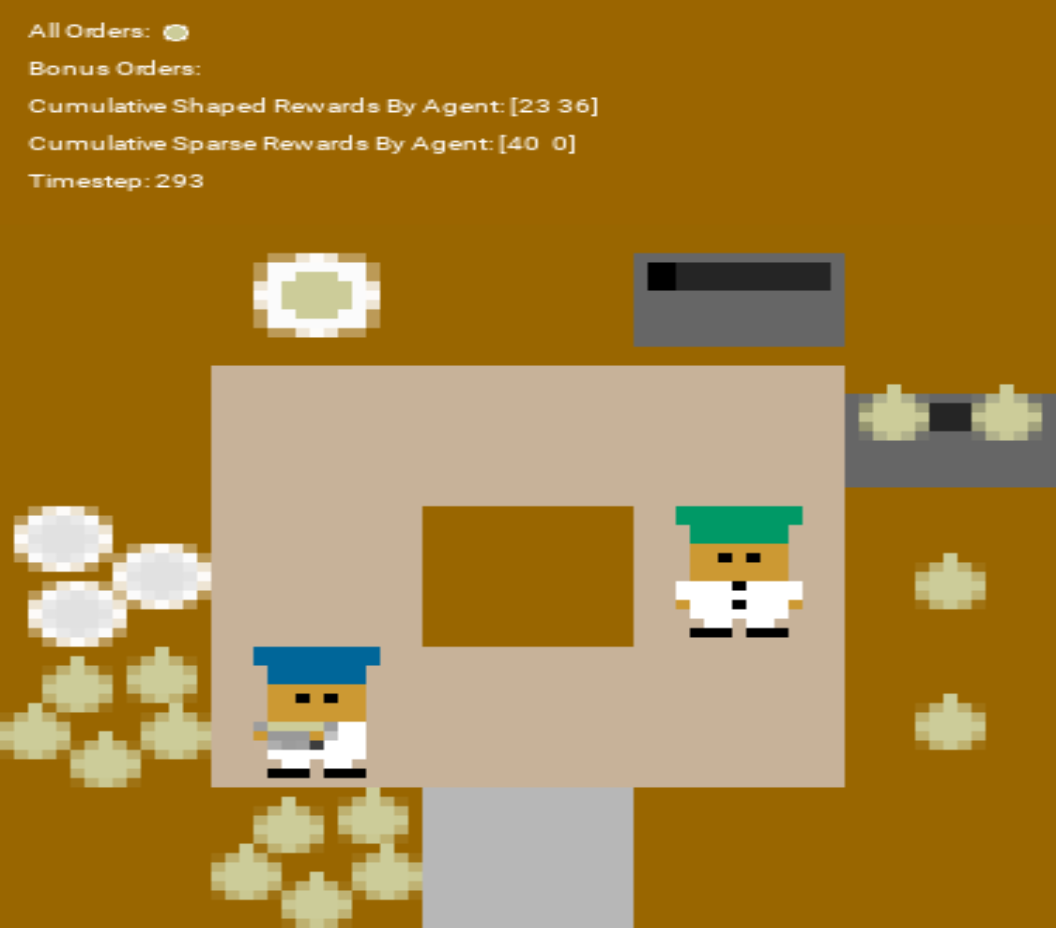 All Orders:
Bonus Orders:
Cumulative Shaped Rewards By Agent: [23 36]
Cumulative Sparse Rewards By Agent: [40  0]
Timestep: 293